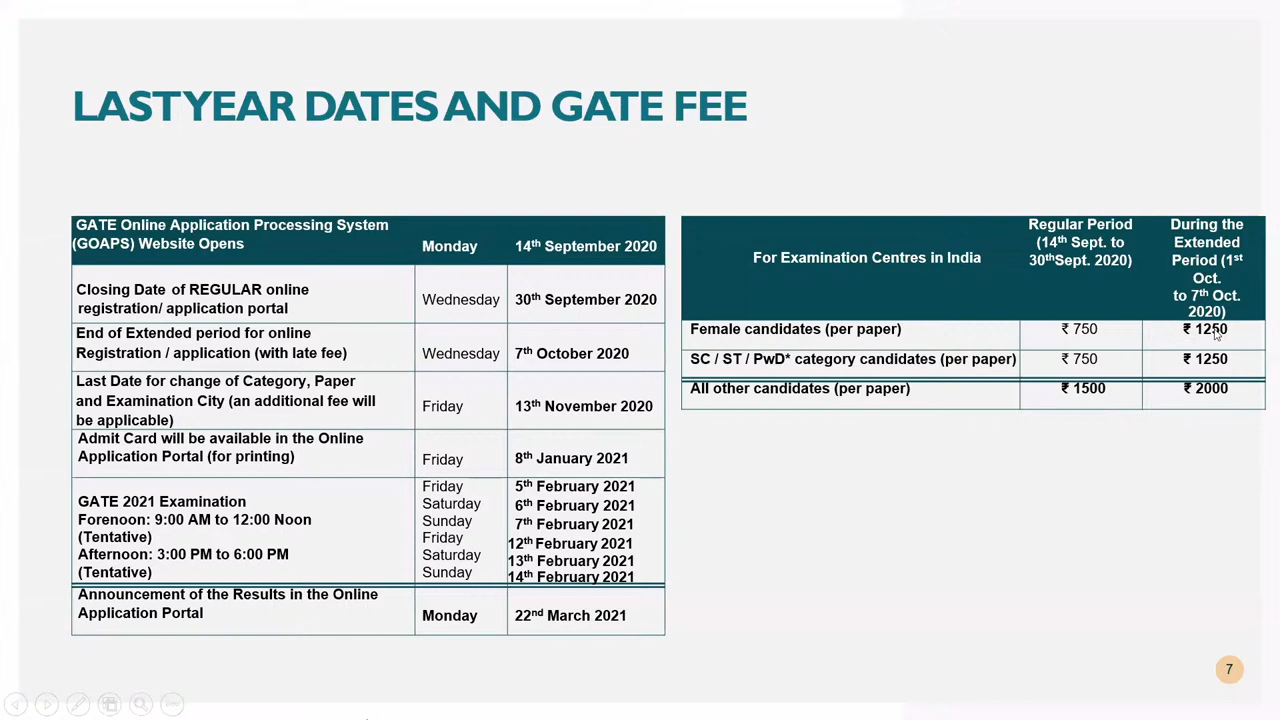 LAST YEAR DATES AND GATE FEE
GATE Online Application Processing System
(GOAPS) Website Opens
Monday
14th September 2020
Closing Date of REGULAR online
registration/ application portal
Wednesday
30th September 2020
End of Extended period for online
Registration / application (with late fee)
Wednesday
7th October 2020
Last Date for change of Category, Paper
and Examination City (an additional fee will
be applicable)
Friday
13th November 2020
Admit Card will be available in the Online
Application Portal (for printing)
Friday
8th January 2021
GATE 2021 Examination
Forenoon: 9:00 AM to 12:00 Noon
(Tentative)
Afternoon: 3:00 PM to 6:00 PM
(Tentative)
Friday
Saturday
Sunday
Friday
Saturday
Sunday
5th February 2021
6th February 2021
7th February 2021
12th February 2021
13th February 2021
14th February 2021
Announcement of the Results in the Online
Application Portal
Monday
22nd March 2021
For Examination Centres in India
Regular Period
(14th Sept. to
30thSept. 2020)
During the
Extended
Period (1st
Oct.
to 7th Oct.
2020)
Female candidates (per paper)
₹ 750
₹ 1250
SC / ST / PwD* category candidates (per paper)
₹ 750
₹ 1250
All other candidates (per paper)
₹ 1500
₹ 2000
7